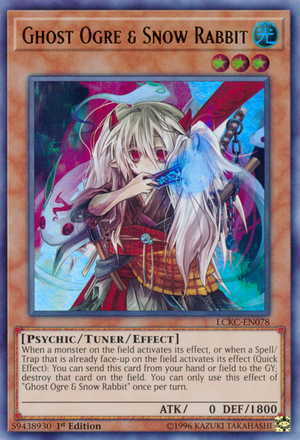 GHOST OGRE & SNOW RABBIT
光
LCKC-EN078
[PSYCHIC/TUNER/EFFECT]
When a monster on the field activates its effect, or when a Spell/
Trap that is already face-up on the field activates its effect (Quick
Effect): You can send this card from your hand or field to the GY;
destroy that card on the field. You can only use this effect of
"Ghost Ogre & Snow Rabbit" once per turn.
ATK/ 0 DEF/1800
59438930 1st Edition ©1996 KAZUKI TAKAHASHI